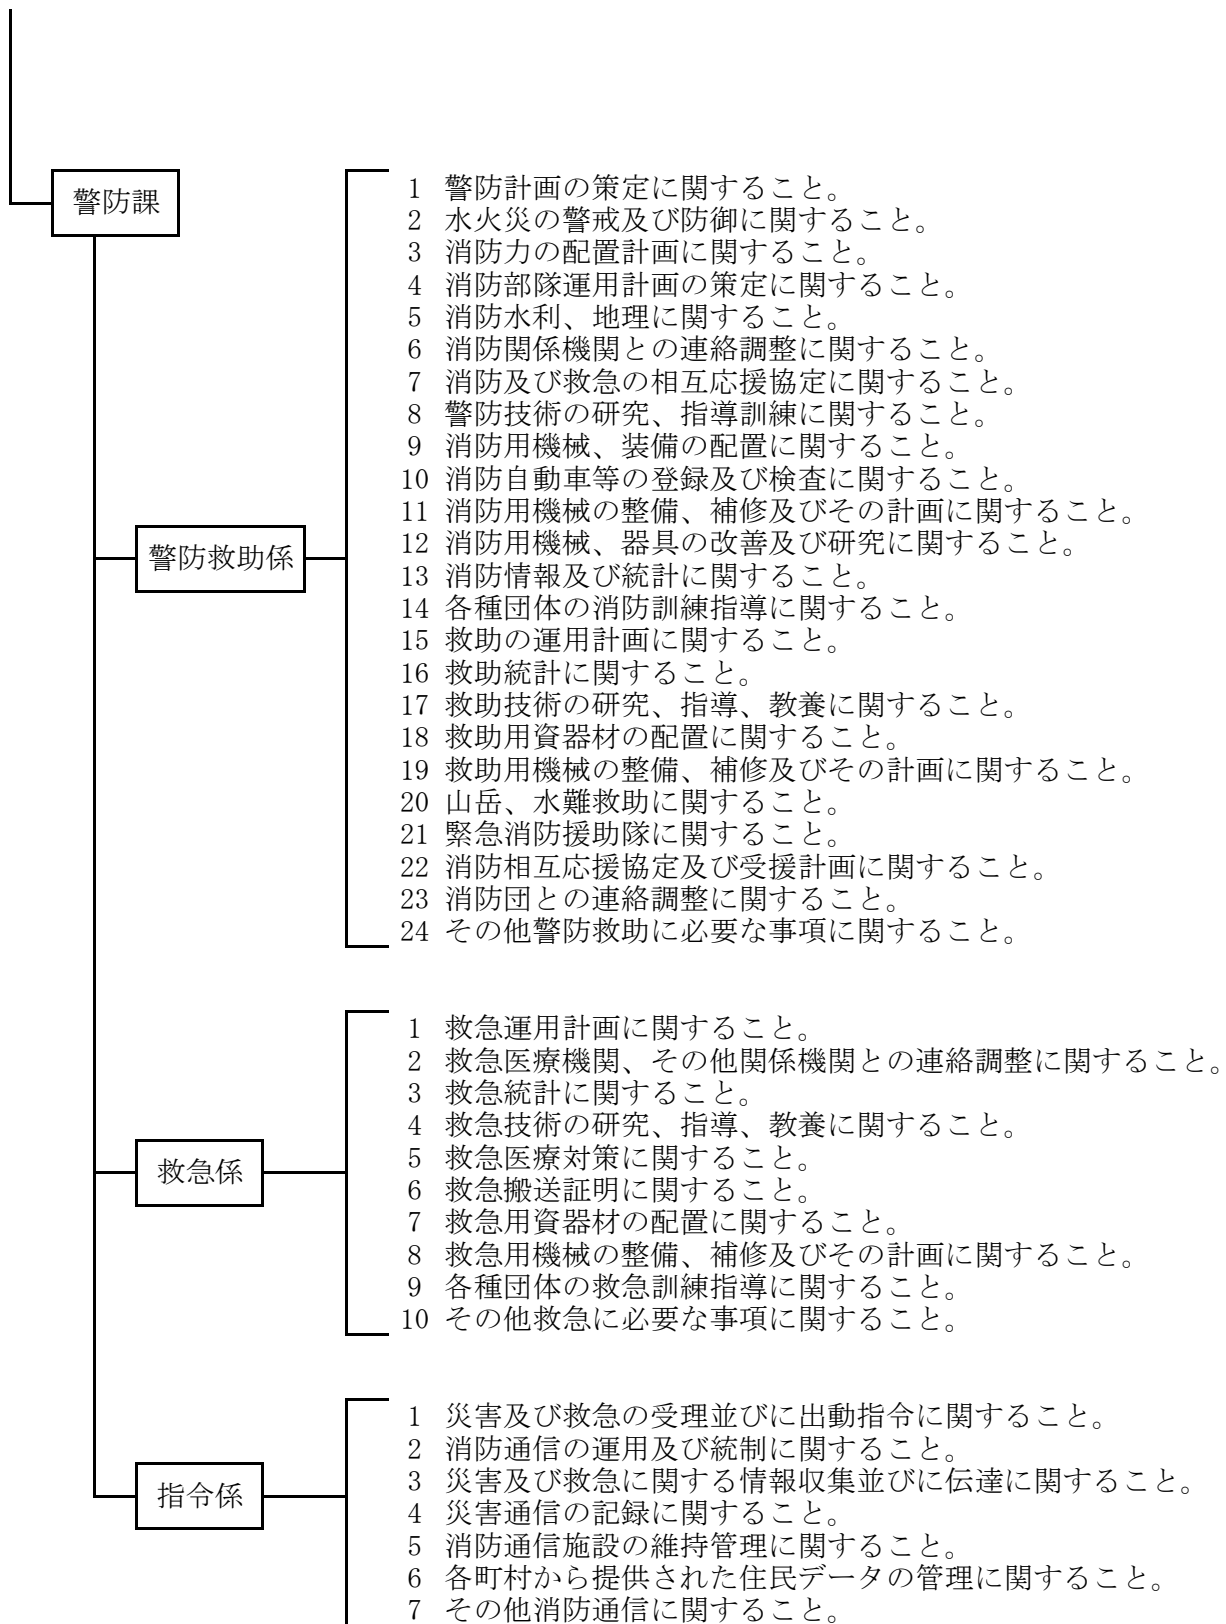 警防課
警防救助係
1 警防計画の策定に関すること。
2 水火災の警戒及び防御に関すること。
3 消防力の配置計画に関すること。
4 消防部隊運用計画の策定に関すること。
5 消防水利、地理に関すること。
6 消防関係機関との連絡調整に関すること。
7 消防及び救急の相互応援協定に関すること。
8 警防技術の研究、指導訓練に関すること。
9 消防用機械、装備の配置に関すること。
10 消防自動車等の登録及び検査に関すること。
11 消防用機械の整備、補修及びその計画に関すること。
12 消防用機械、器具の改善及び研究に関すること。
13 消防情報及び統計に関すること。
14 各種団体の消防訓練指導に関すること。
15 救助の運用計画に関すること。
16 救助統計に関すること。
17 救助技術の研究、指導、教養に関すること。
18 救助用資器材の配置に関すること。
19 救助用機械の整備、補修及びその計画に関すること。
20 山岳、水難救助に関すること。
21 緊急消防援助隊に関すること。
22 消防相互応援協定及び受援計画に関すること。
23 消防団との連絡調整に関すること。
24 その他警防救助に必要な事項に関すること。
救急係
1 救急運用計画に関すること。
2 救急医療機関、その他関係機関との連絡調整に関すること。
3 救急統計に関すること。
4 救急技術の研究、指導、教養に関すること。
5 救急医療対策に関すること。
6 救急搬送証明に関すること。
7 救急用資器材の配置に関すること。
8 救急用機械の整備、補修及びその計画に関すること。
9 各種団体の救急訓練指導に関すること。
10 その他救急に必要な事項に関すること。
指令係
1 災害及び救急の受理並びに出動指令に関すること。
2 消防通信の運用及び統制に関すること。
3 災害及び救急に関する情報収集並びに伝達に関すること。
4 災害通信の記録に関すること。
5 消防通信施設の維持管理に関すること。
6 各町村から提供された住民データの管理に関すること。
7 その他消防通信に関すること。